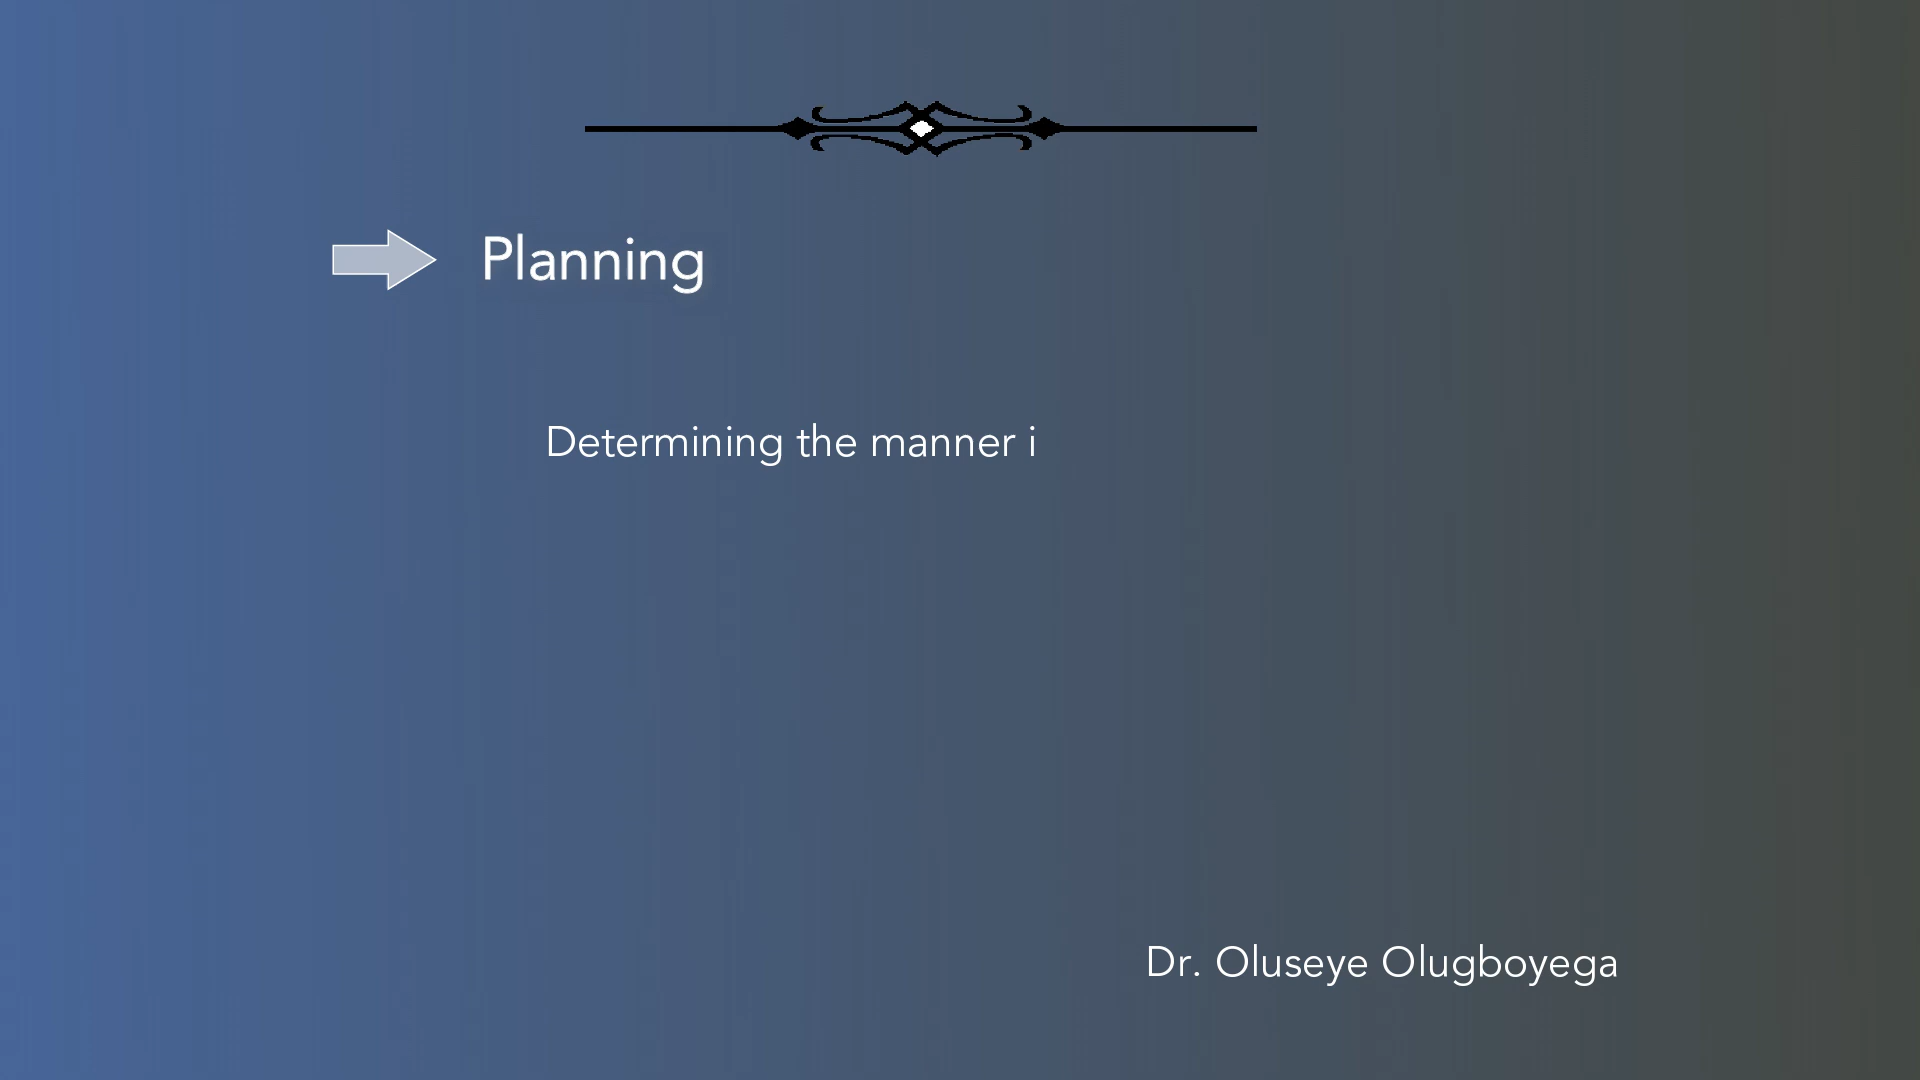 Planning
Determining the manner i
Dr. Oluseye Olugboyega